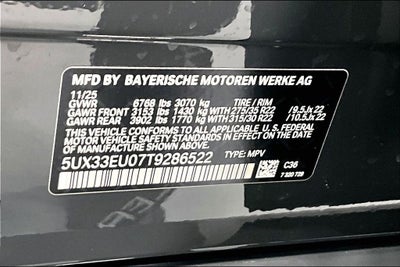 MFD BY BAYERISCHE MOTOREN WERKE AG
11/25
GVWR 6768 lbs 3070 kg TIRE / RIM
GAWR FRONT 3153 lbs 1430 kg 275/35 R22 /9.5Jx22
GAWR REAR 3902 lbs 1770 kg 315/30 R22 /10.5Jx22
THIS VEHICLE CONFORMS TO ALL APPLICABLE U.S. FEDERAL
MOTOR VEHICLE SAFETY STANDARDS IN EFFECT ON THE DATE OF
MANUFACTURE SHOWN ABOVE.
5UX33EU07T9286522 TYPE: MPV
C36
7 320 728